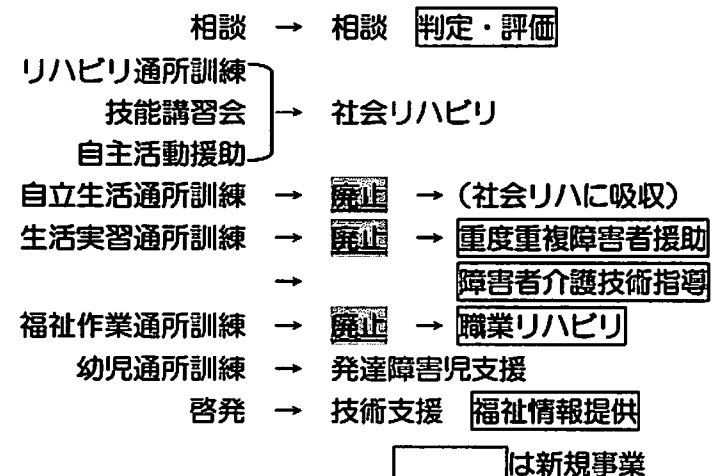 相談 → 相談 判定・評価
リハビリ通所訓練
技能講習会 → 社会リハビリ
自主活動援助
自立生活通所訓練 → 廃止 → (社会リハに吸収)
生活実習通所訓練 → 廃止 → 重度重複障害者援助
→ 障害者介護技術指導
福祉作業通所訓練 → 廃止 → 職業リハビリ
幼児通所訓練 → 発達障害児支援
啓発 → 技術支援 福祉情報提供
は新規事業